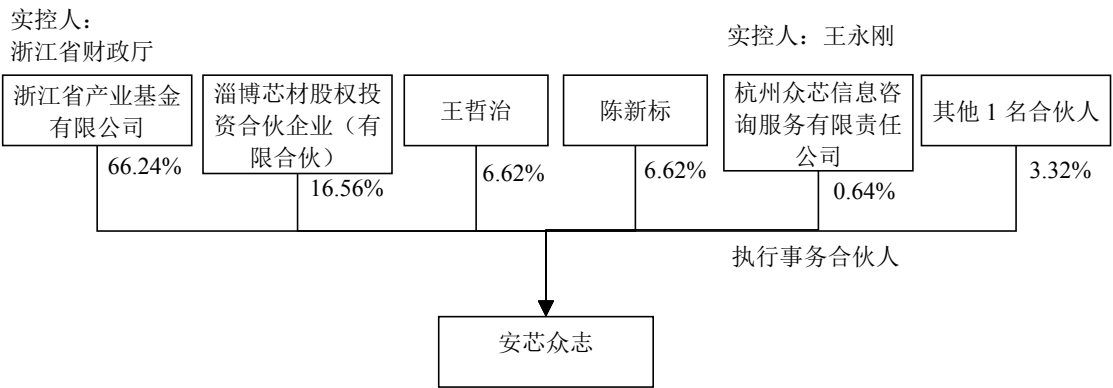 实控人：
浙江省财政厅
实控人：王永刚
浙江省产业基金
有限公司
淄博芯材股权投
资合伙企业（有
限合伙）
王哲治
陈新标
杭州众芯信息咨
询服务有限责任
公司
其他 1 名合伙人
66.24%
16.56%
6.62%
6.62%
0.64%
3.32%
执行事务合伙人
安芯众志